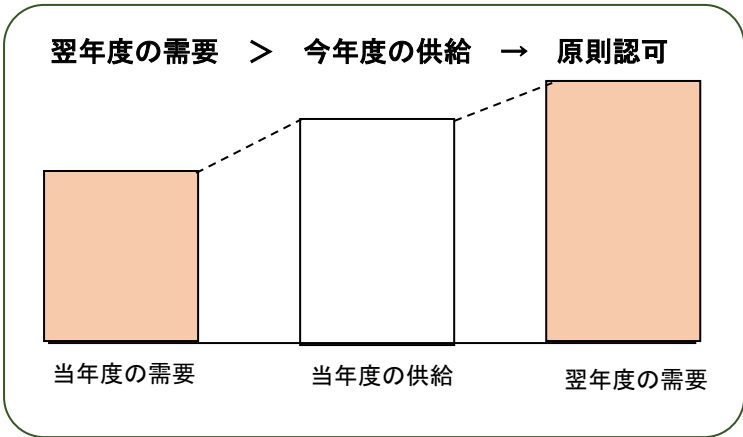 翌年度の需要　＞　今年度の供給　→　原則認可
当年度の需要
当年度の供給
翌年度の需要